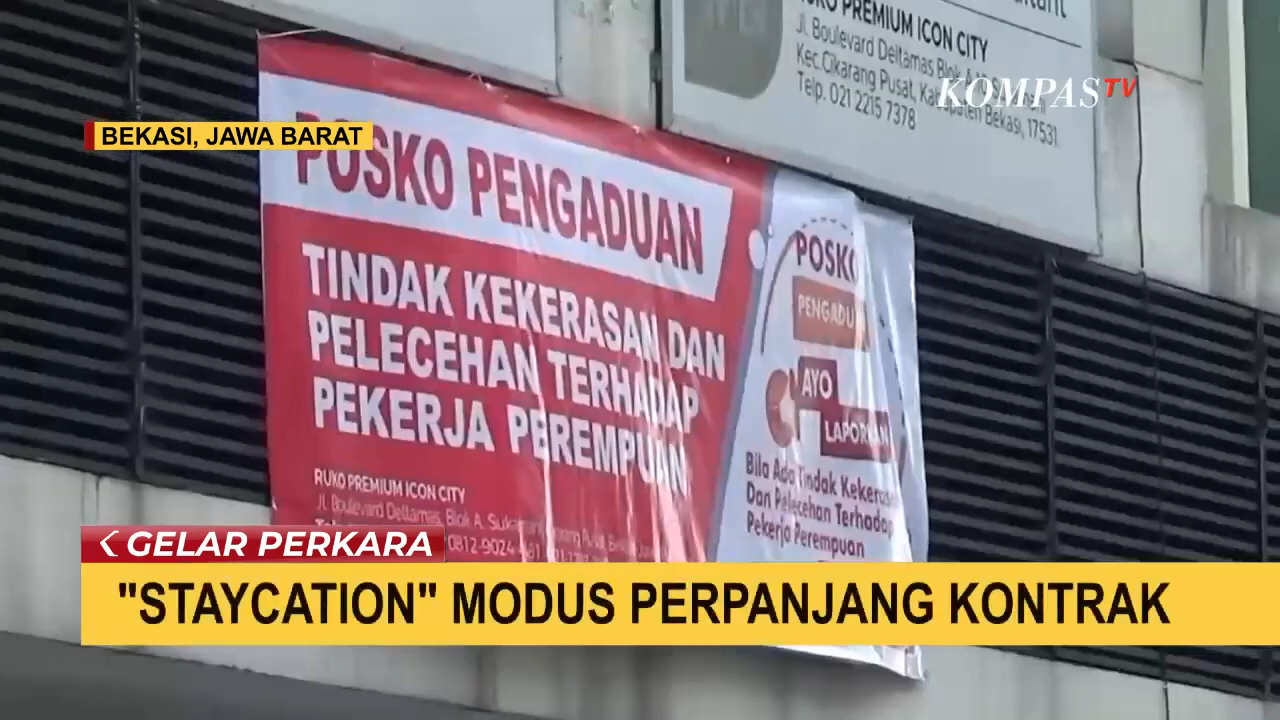 RUKO PREMIUM ICON CITY
Jl. Boulevard Deltamas Blok
Kec.Cikarang Pusat, Kabupaten Bekasi, 17531
Telp. 021 2215 7378
KOMPASTV
BEKASI, JAWA BARAT
POSKO PENGADUAN
TINDAK KEKERASAN DAN
PELECEHAN TERHADAP
PEKERJA PEREMPUAN
RUKO PREMIUM ICON CITY
Jl. Boulevard Deltamas, Blok A.
0812-9024
POSKO
PENGADU
AYO
LAPORKAN
Bila Ada Tindak Kekeras
Dan Pelecehan Terhadap
Pekerja Perempuan
GELAR PERKARA
"STAYCATION" MODUS PERPANJANG KONTRAK